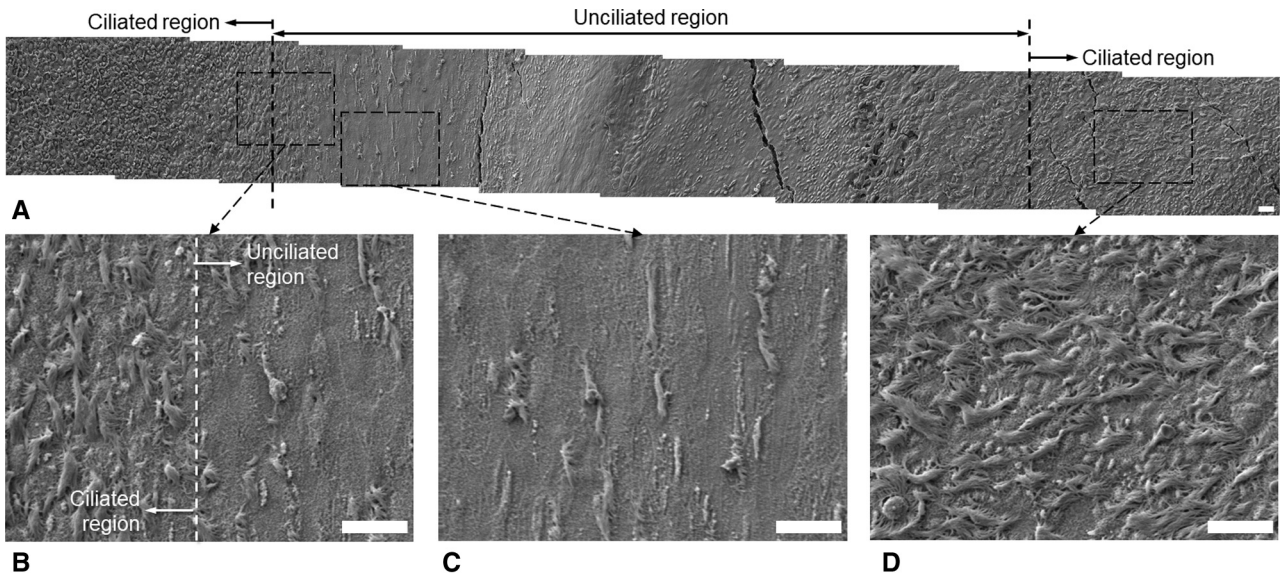 Ciliated region
Unciliated region
Ciliated region
A
Unciliated
region
Ciliated
region
B
C
D